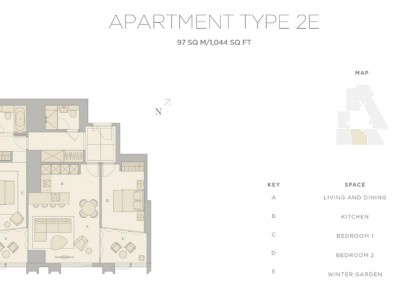 APARTMENT TYPE 2E
97 SQ M/1,044 SQ FT
MAP
N
KEY SPACE
A LIVING AND DINING
B KITCHEN
C BEDROOM 1
D BEDROOM 2
E WINTER GARDEN